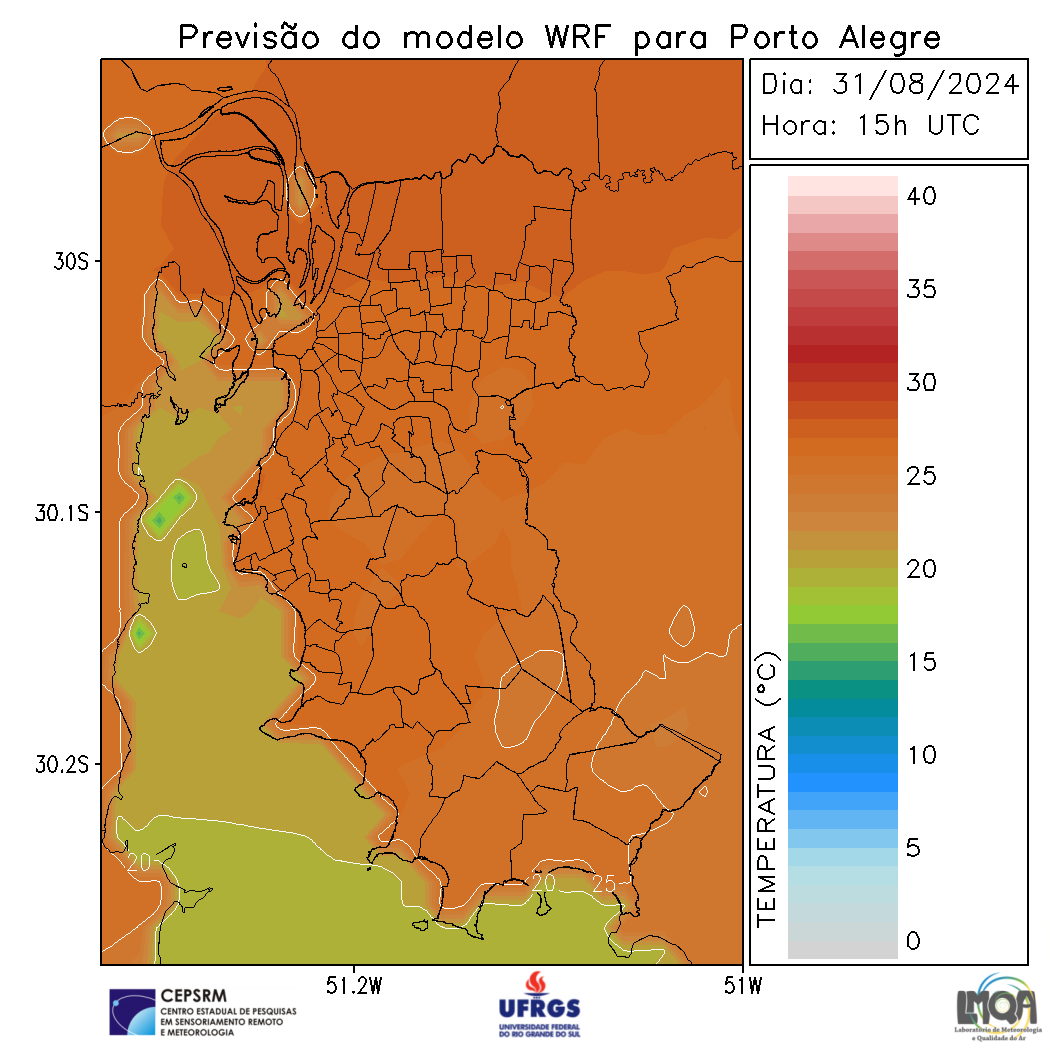 Previsão do modelo WRF para Porto Alegre
Dia: 31/08/2024
Hora: 15h UTC
40
35
30
25
20
15
10
5
0
TEMPERATURA (°C)
30S
30.1S
30.2S
20
20
25
51.2W
51W
CEPSRM
CENTRO ESTADUAL DE PESQUISAS
EM SENSORIAMENTO REMOTO
E METEOROLOGIA
UFRGS
UNIVERSIDADE FEDERAL
DO RIO GRANDE DO SUL
LMQA
Laboratório de Meteorologia
e Qualidade do Ar